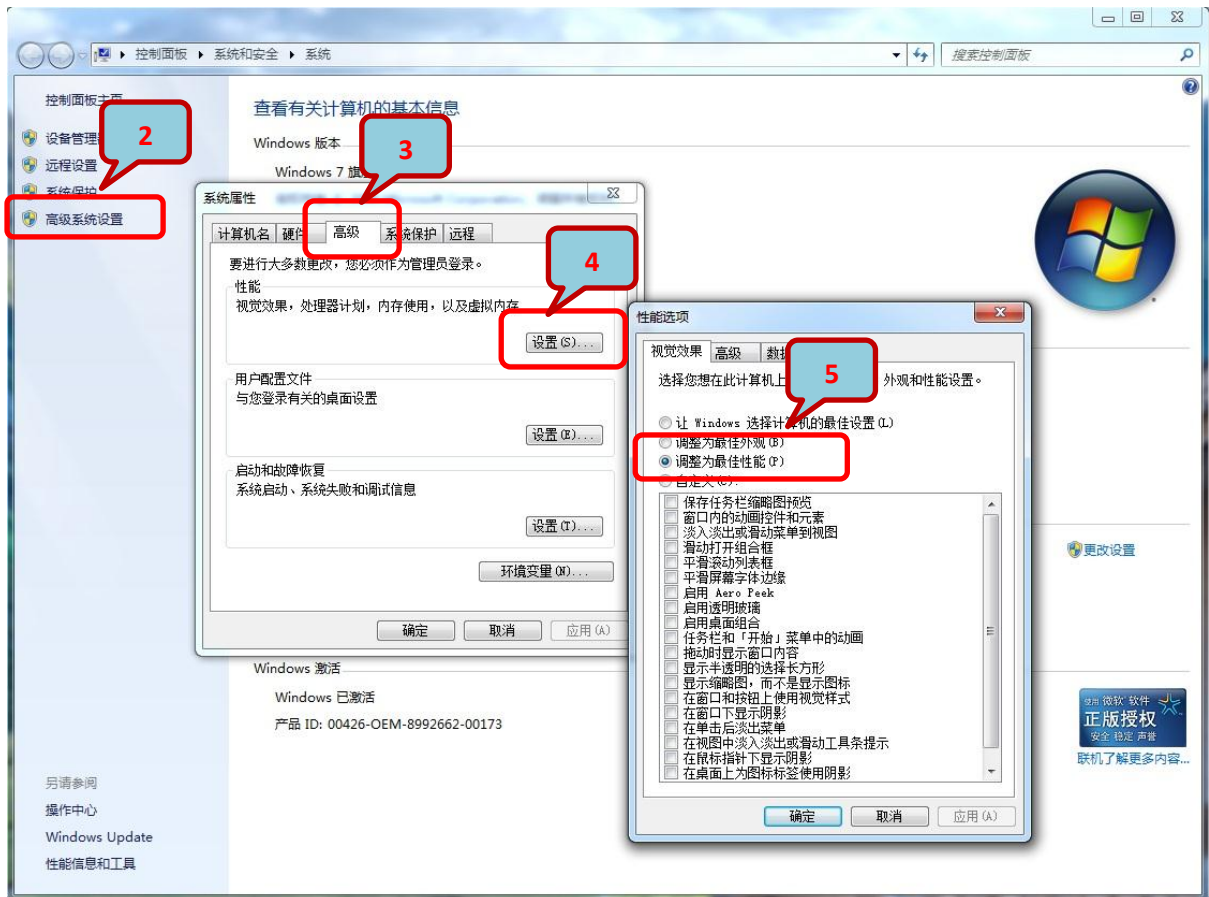 控制面板 ▸ 系统和安全 ▸ 系统
搜索控制面板
控制面板主页
2
设备管理器
远程设置
系统保护
高级系统设置
查看有关计算机的基本信息
Windows 版本
3
Windows 7 旗
系统属性
计算机名 硬件 高级 系统保护 远程
要进行大多数更改，您必须作为管理员登录。
4
性能
视觉效果，处理器计划，内存使用，以及虚拟内存
设置(S)...
用户配置文件
与您登录有关的桌面设置
设置(E)...
启动和故障恢复
系统启动、系统失败和调试信息
设置(T)...
环境变量(N)...
确定 取消 应用(A)
性能选项
视觉效果 高级 数据
5
选择您想在此计算机上 外观和性能设置。
让 Windows 选择计算机的最佳设置(L)
调整为最佳外观(B)
调整为最佳性能(P)
自定义(C):
保存任务栏缩略图预览
窗口内的动画控件和元素
淡入淡出或滑动菜单到视图
滑动打开组合框
平滑滚动列表框
平滑屏幕字体边缘
启用 Aero Peek
启用透明玻璃
启用桌面组合
任务栏和「开始」菜单中的动画
拖动时显示窗口内容
显示半透明的选择长方形
显示缩略图，而不是显示图标
在窗口和按钮上使用视觉样式
在窗口下显示阴影
在单击后淡出菜单
在视图中淡入淡出或滑动工具条提示
在鼠标指针下显示阴影
在桌面上为图标标签使用阴影
确定 取消 应用(A)
更改设置
Windows 激活
Windows 已激活
产品 ID: 00426-OEM-8992662-00173
使用 微软 软件
正版授权
安全 稳定 声誉
联机了解更多内容...
另请参阅
操作中心
Windows Update
性能信息和工具